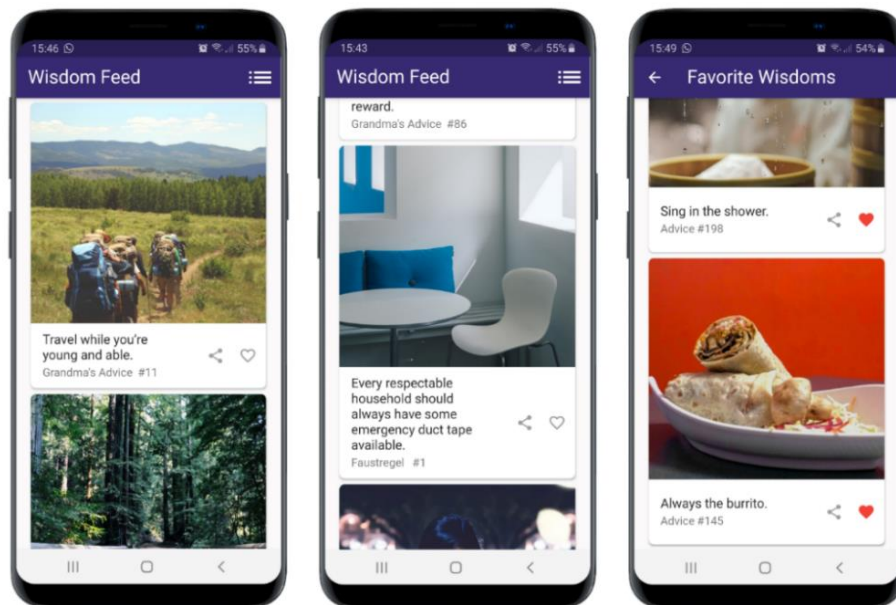 15:46
55%
Wisdom Feed
Travel while you're
young and able.
Grandma's Advice #11
15:43
55%
Wisdom Feed
reward.
Grandma's Advice #86
Every respectable
household should
always have some
emergency duct tape
available.
Faustregel #1
15:49
54%
Favorite Wisdoms
Sing in the shower.
Advice #198
Always the burrito.
Advice #145